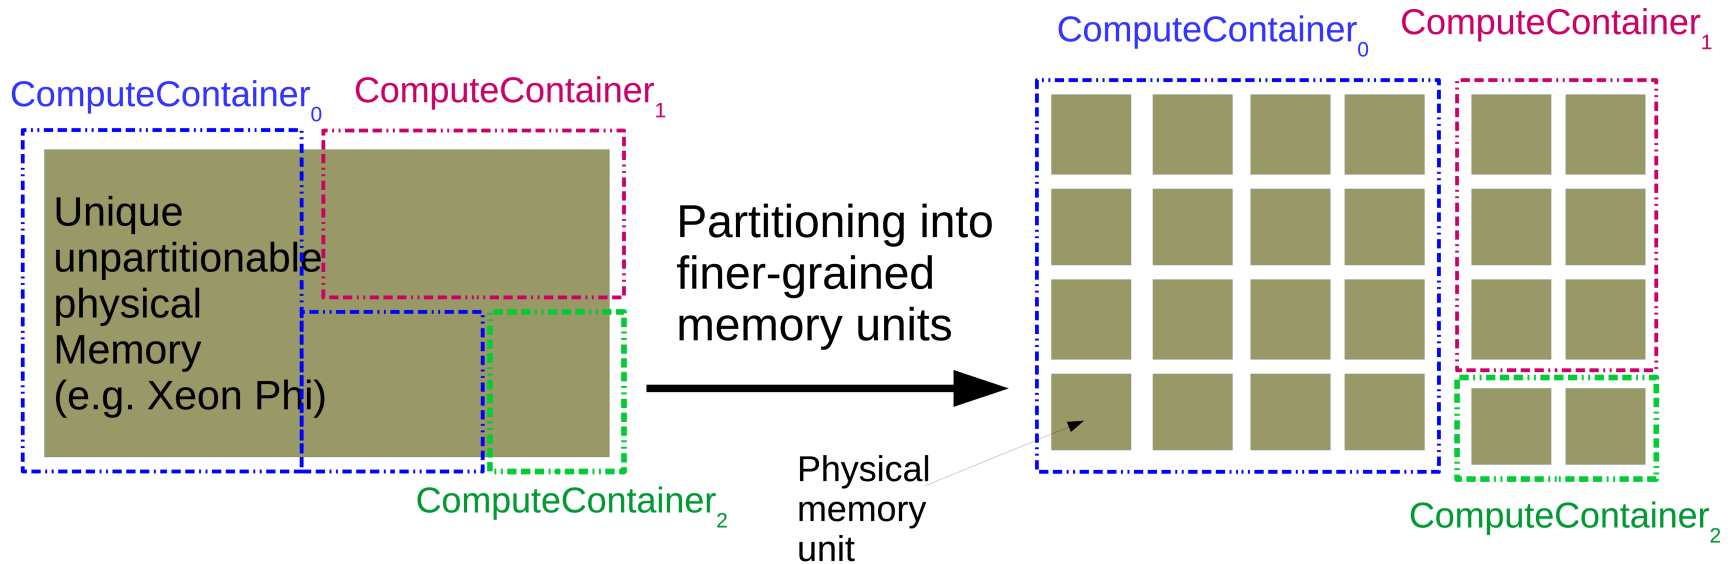 ComputeContainer0
ComputeContainer1
Unique
unpartitionable
physical
Memory
(e.g. Xeon Phi)
ComputeContainer2
Partitioning into
finer-grained
memory units
Physical
memory
unit
ComputeContainer0
ComputeContainer1
ComputeContainer2